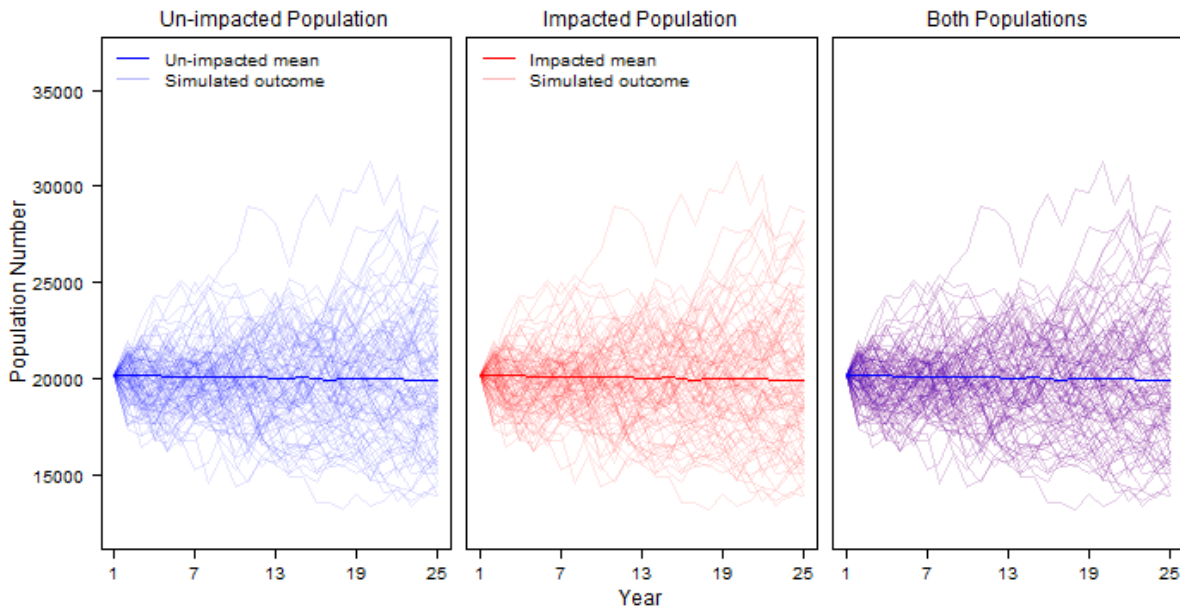 Un-impacted Population
Impacted Population
Both Populations
Un-impacted mean
Simulated outcome
Impacted mean
Simulated outcome
Population Number
35000
30000
25000
20000
15000
1 7 13 19 25
1 7 13 19 25
1 7 13 19 25
Year